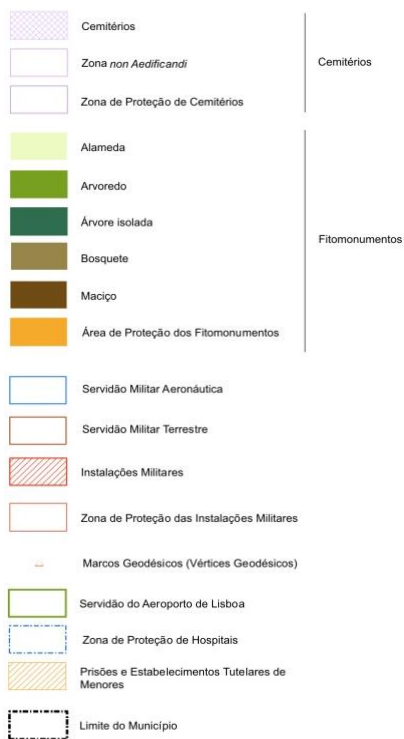 Cemitérios
Zona non Aedificandi
Cemitérios
Zona de Proteção de Cemitérios
Alameda
Arvoredo
Árvore isolada
Fitomonumentos
Bosquete
Maciço
Área de Proteção dos Fitomonumentos
Servidão Militar Aeronáutica
Servidão Militar Terrestre
Instalações Militares
Zona de Proteção das Instalações Militares
Marcos Geodésicos (Vértices Geodésicos)
Servidão do Aeroporto de Lisboa
Zona de Proteção de Hospitais
Prisões e Estabelecimentos Tutelares de
Menores
Limite do Município